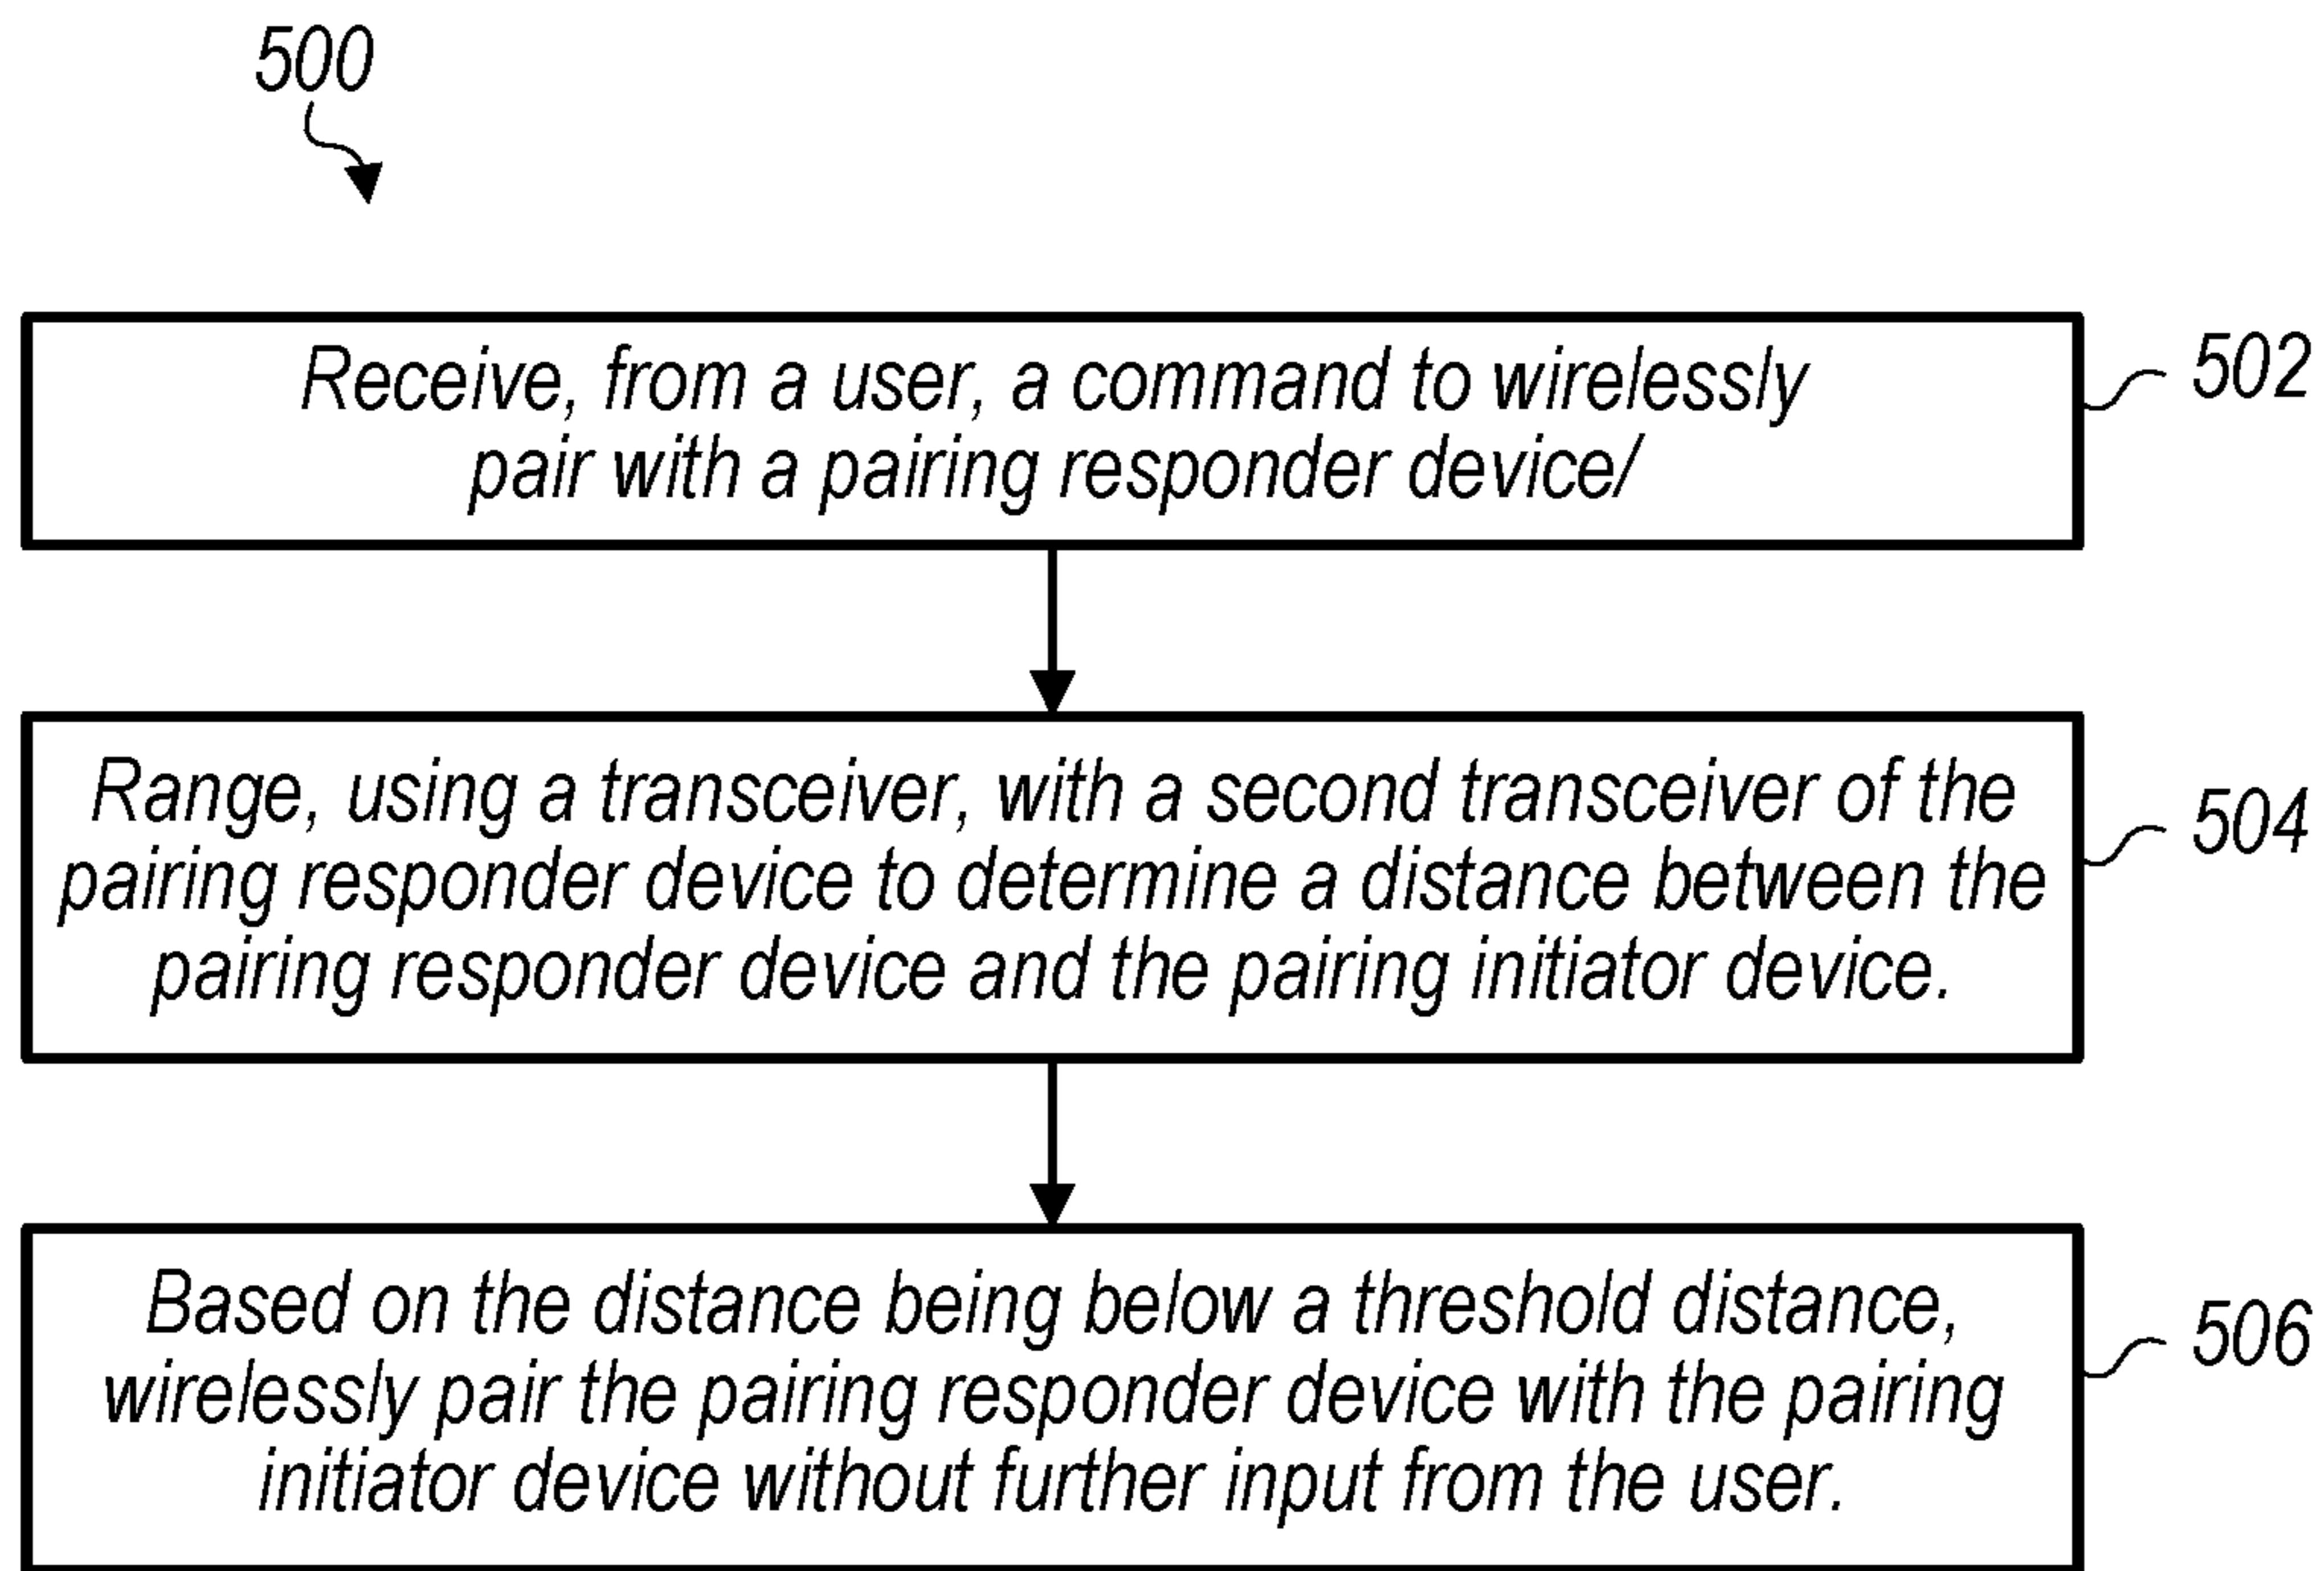 500
Receive, from a user, a command to wirelessly
pair with a pairing responder device/
502
Range, using a transceiver, with a second transceiver of the
pairing responder device to determine a distance between the
pairing responder device and the pairing initiator device.
504
Based on the distance being below a threshold distance,
wirelessly pair the pairing responder device with the pairing
initiator device without further input from the user.
506